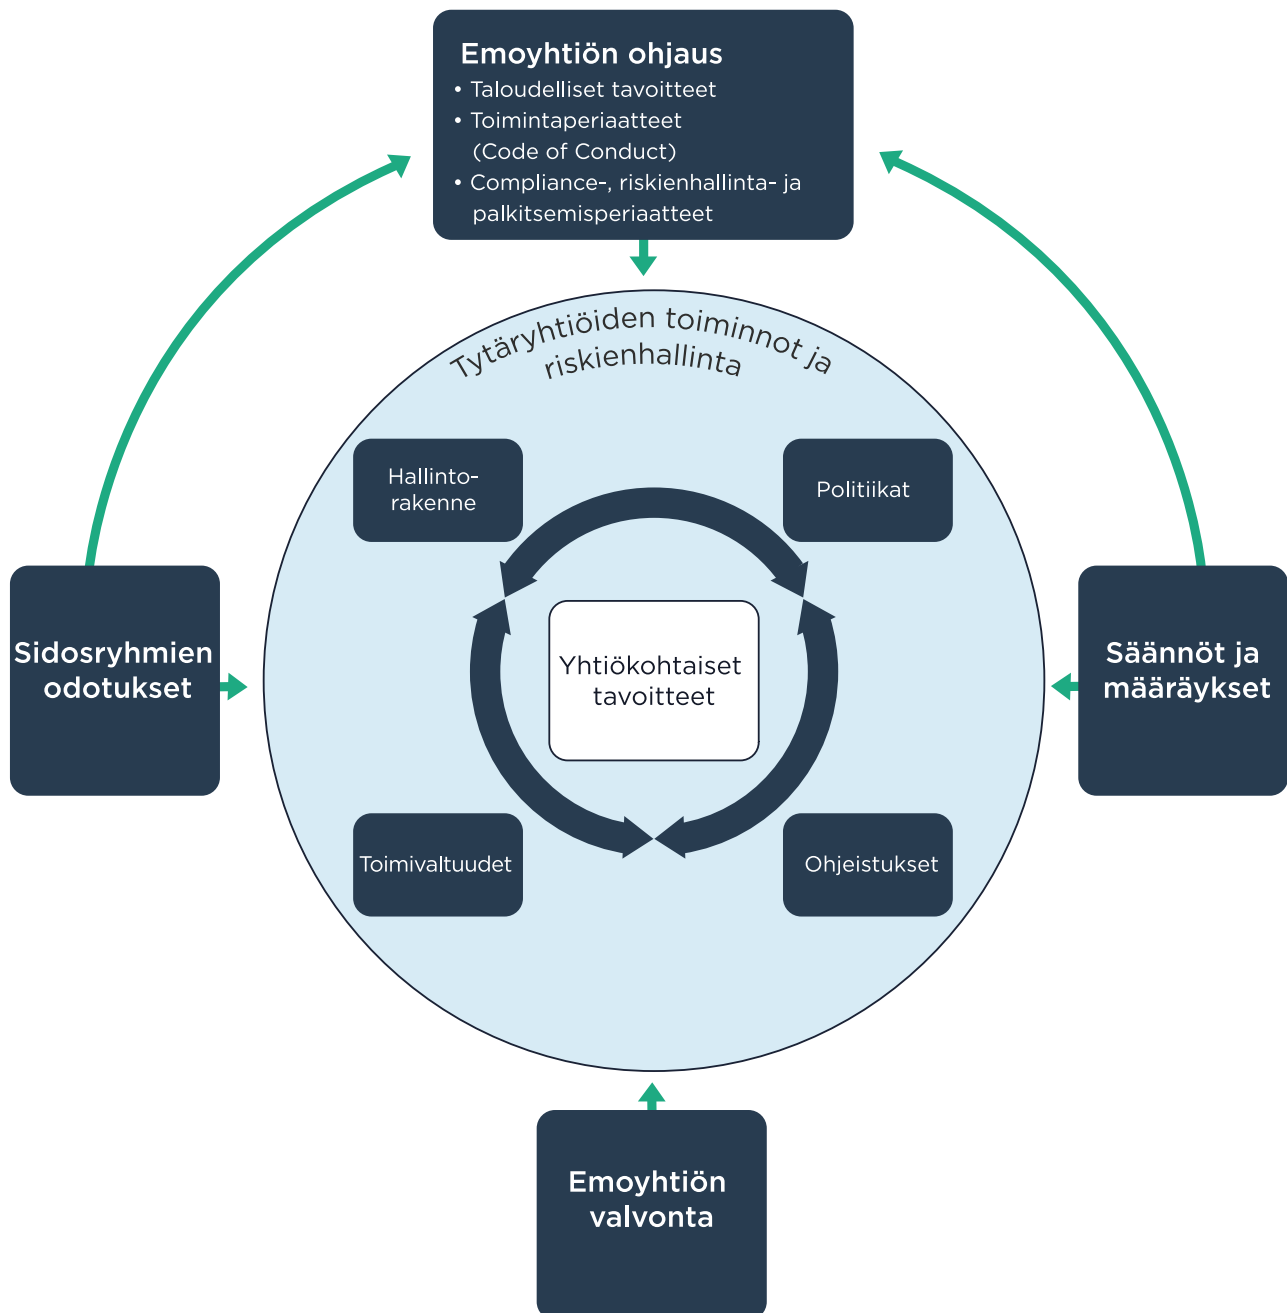 Emoyhtiön ohjaus
• Taloudelliset tavoitteet
• Toimintaperiaatteet
(Code of Conduct)
• Compliance-, riskienhallinta- ja
palkitsemisperiaatteet
Tytäryhtiöiden toiminnot ja
riskienhallinta
Hallinto-
rakenne
Politiikat
Sidosryhmien
odotukset
Yhtiökohtaiset
tavoitteet
Säännöt ja
määräykset
Toimivaltuudet
Ohjeistukset
Emoyhtiön
valvonta